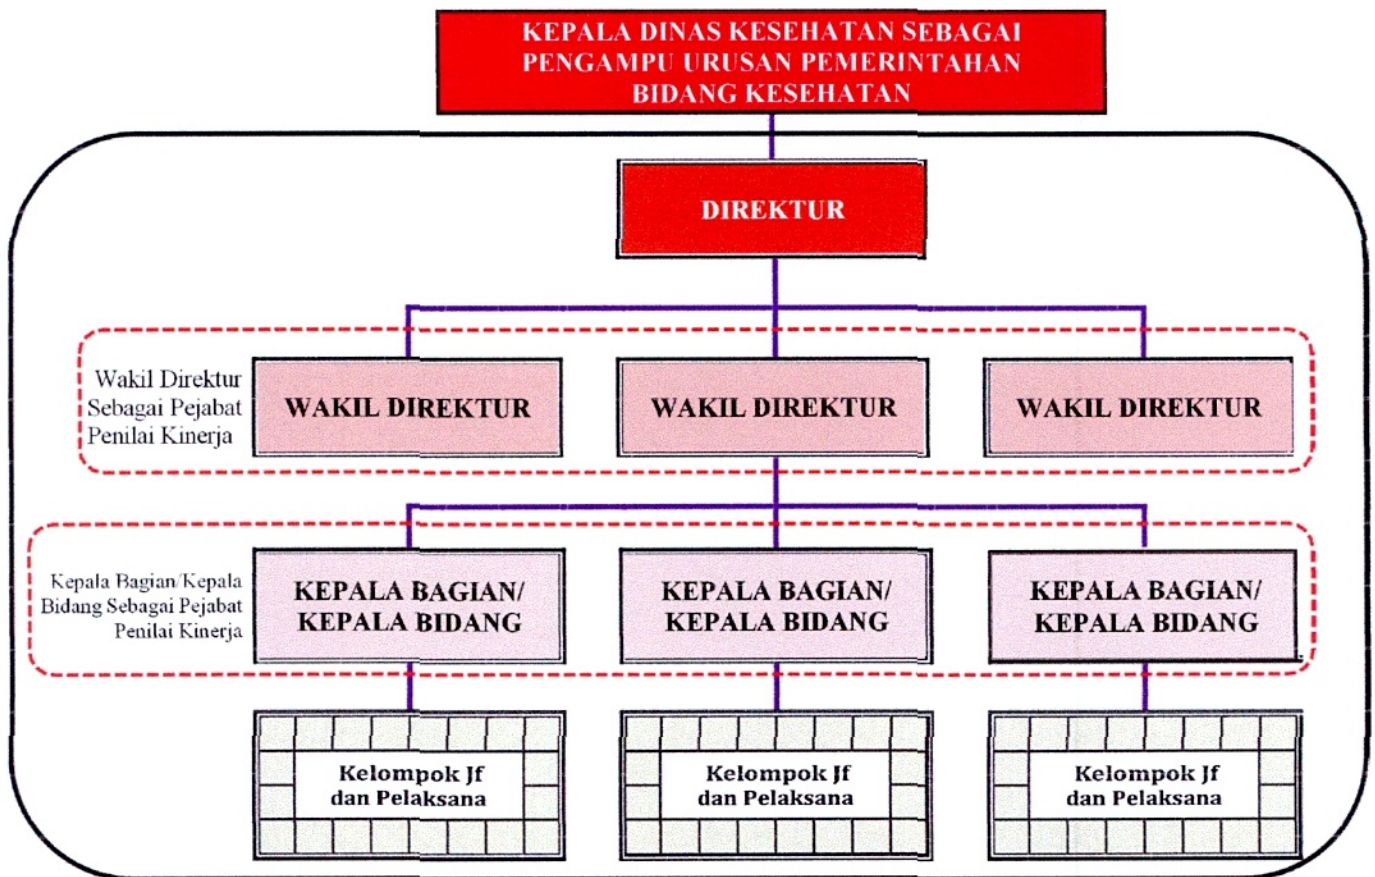 KEPALA DINAS KESEHATAN SEBAGAI
PENGAMPU URUSAN PEMERINTAHAN
BIDANG KESEHATAN
DIREKTUR
Wakil Direktur
Sebagai Pejabat
Penilai Kinerja
WAKIL DIREKTUR
WAKIL DIREKTUR
WAKIL DIREKTUR
Kepala Bagian/Kepala
Bidang Sebagai Pejabat
Penilai Kinerja
KEPALA BAGIAN/
KEPALA BIDANG
KEPALA BAGIAN/
KEPALA BIDANG
KEPALA BAGIAN/
KEPALA BIDANG
Kelompok Jf
dan Pelaksana
Kelompok Jf
dan Pelaksana
Kelompok Jf
dan Pelaksana